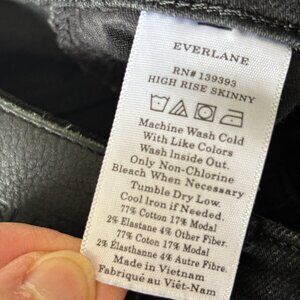 EVERLANE
RN# 139393
HIGH RISE SKINNY
Machine Wash Cold
With Like Colors
Wash Inside Out.
Only Non-Chlorine
Bleach When Necessary
Tumble Dry Low.
Cool Iron if Needed.
77% Cotton 17% Modal
2% Elastane 4% Other Fiber.
77% Coton 17% Modal
2% Élasthanne 4% Autre Fibre.
Made in Vietnam
Fabriqué au Viêt-Nam